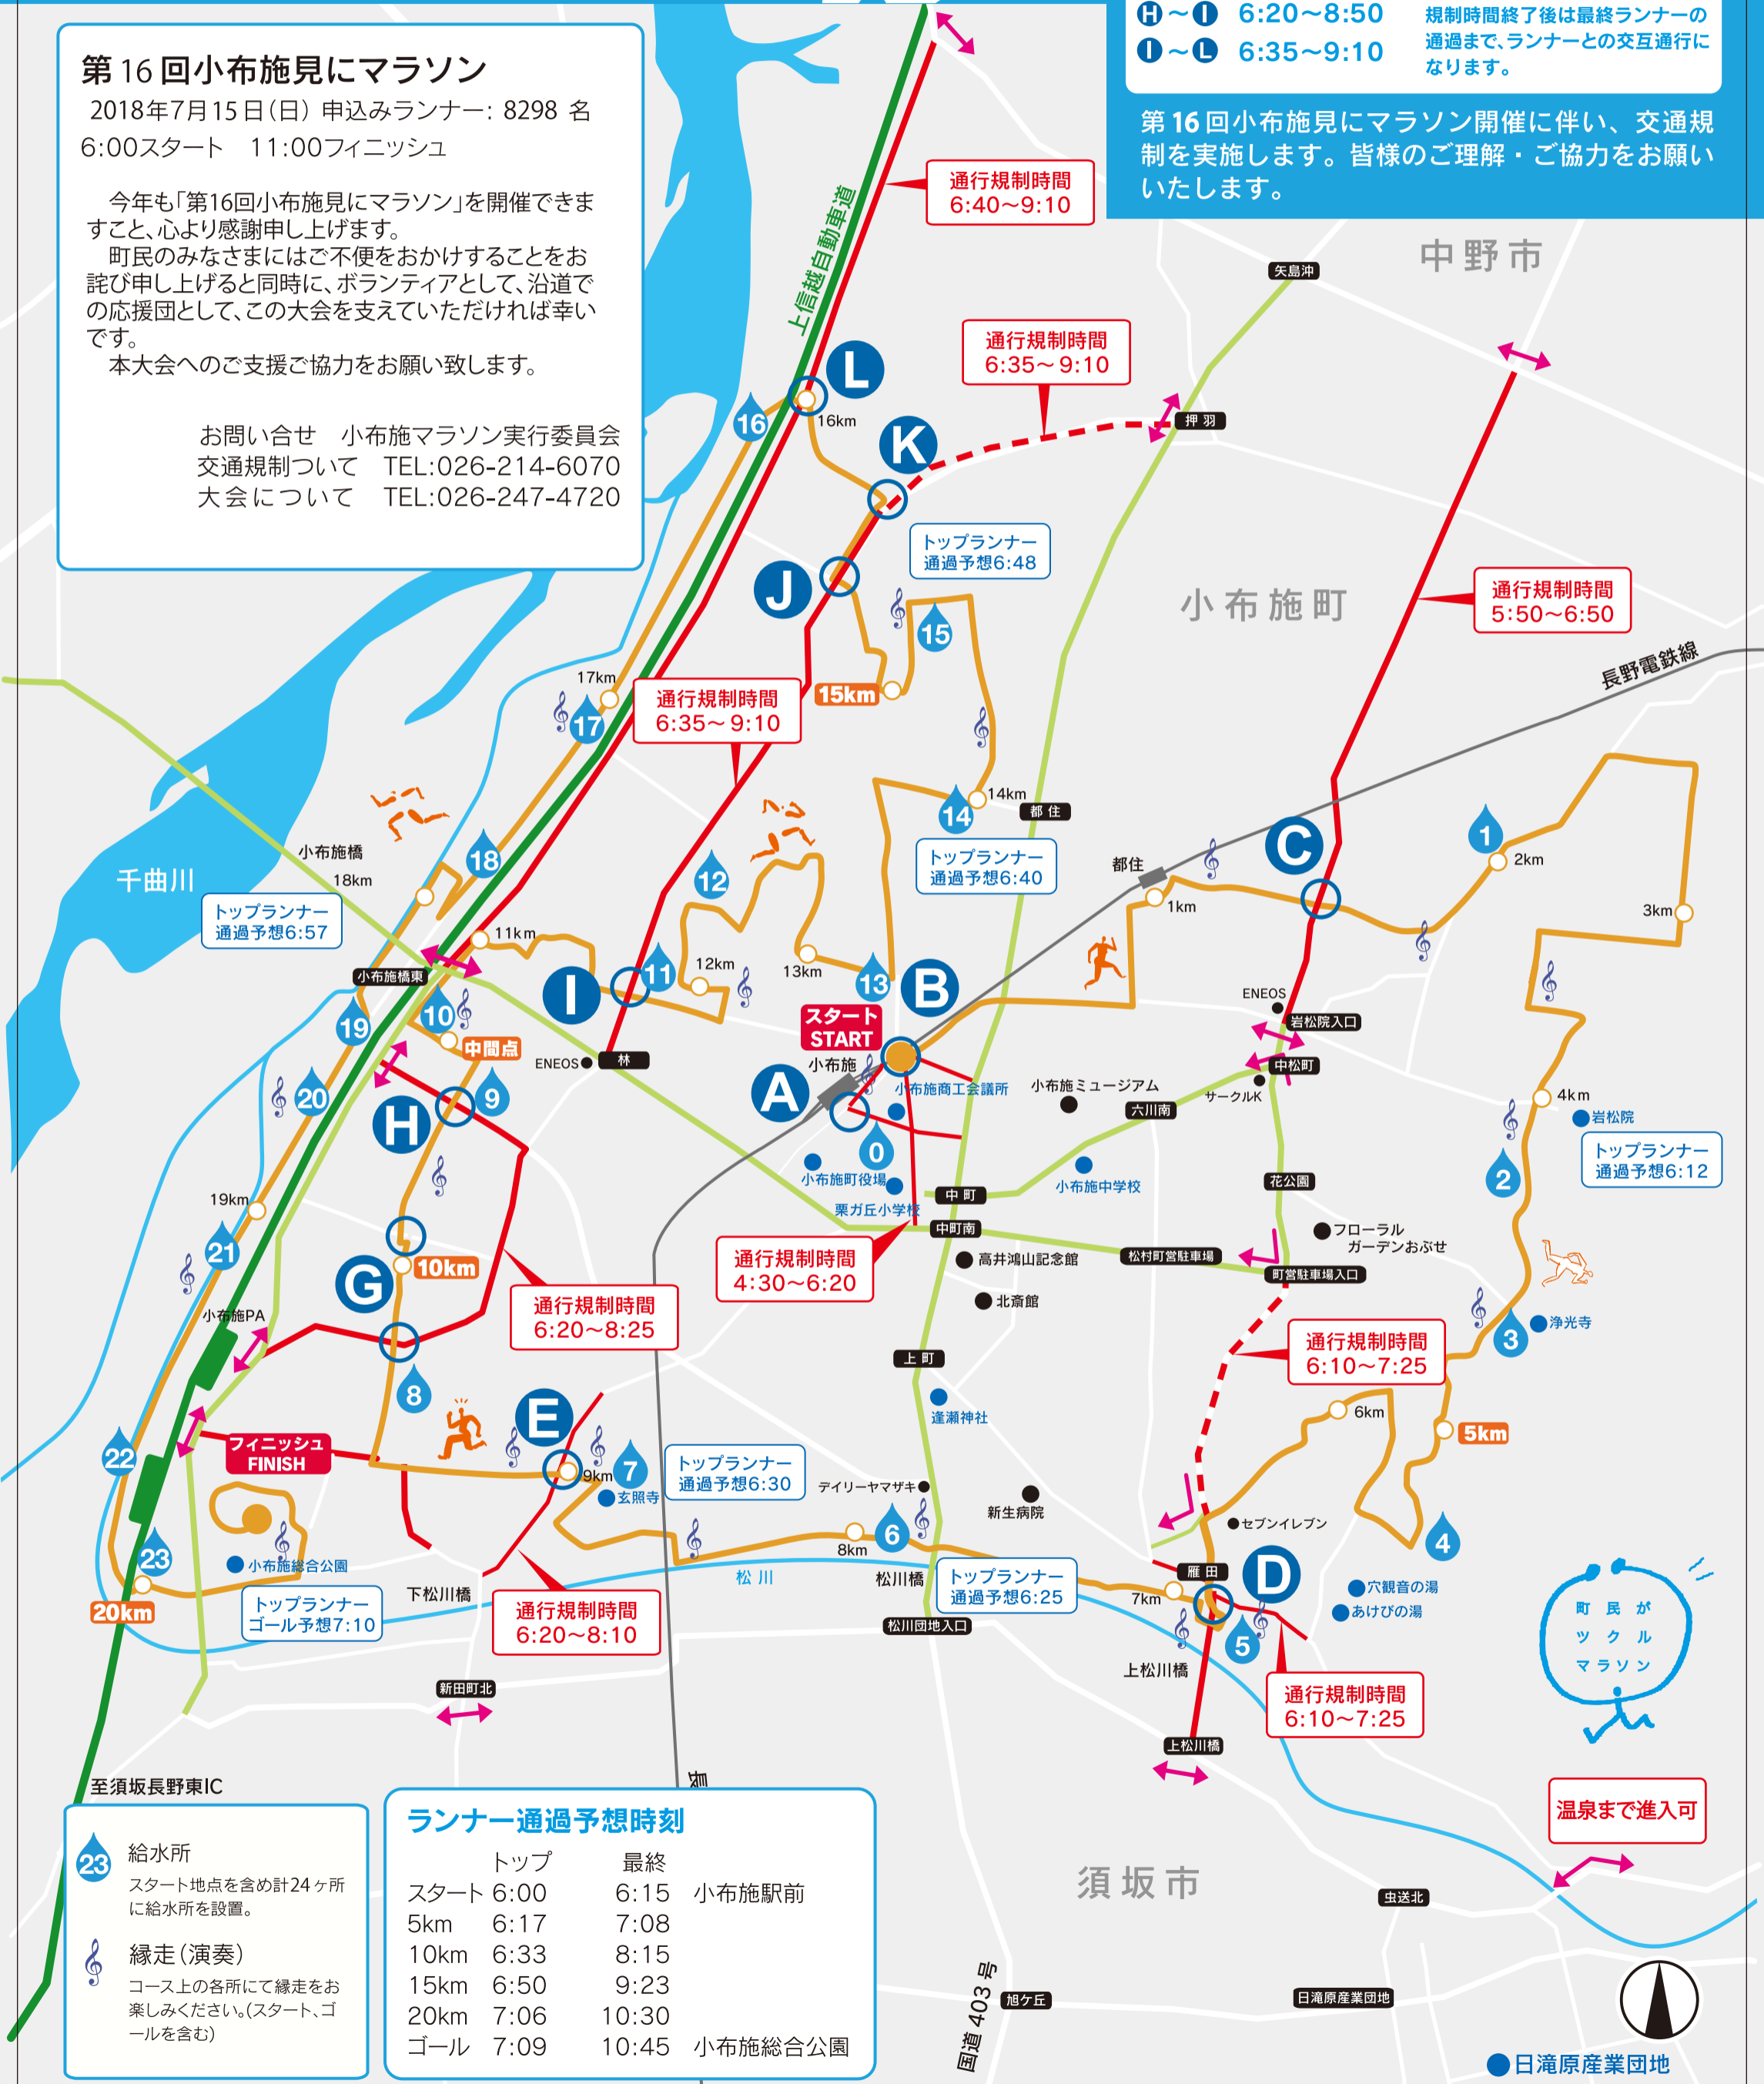 第16回小布施見にマラソン
2018年7月15日(日) 申込みランナー: 8298 名
6:00スタート 11:00フィニッシュ
今年も「第16回小布施見にマラソン」を開催できま
すこと、心より感謝申し上げます。
町民のみなさまにはご不便をおかけすることをお
詫び申し上げると同時に、ボランティアとして、沿道で
の応援団として、この大会を支えていただければ幸い
です。
本大会へのご支援ご協力をお願い致します。
お問い合せ 小布施マラソン実行委員会
交通規制ついて TEL:026-214-6070
大会について TEL:026-247-4720
H～I 6:20～8:50
I～L 6:35～9:10
規制時間終了後は最終ランナーの
通過まで、ランナーとの交互通行に
なります。
第16回小布施見にマラソン開催に伴い、交通規
制を実施します。皆様のご理解・ご協力をお願い
いたします。
通行規制時間
6:40～9:10
上信越自動車道
中野市
矢島沖
通行規制時間
6:35～9:10
L
16
16km
K
押羽
トップランナー
通過予想6:48
J
15
小布施町
通行規制時間
5:50～6:50
長野電鉄線
17km
17
通行規制時間
6:35～9:10
15km
14km
14
都住
トップランナー
通過予想6:40
都住
C
1
2km
1km
3km
小布施橋
18km
18
12
千曲川
トップランナー
通過予想6:57
11km
小布施橋東
I
11
12km
13km
13
B
スタート
START
小布施
ENEOS
岩松院入口
中松町
サークルK
19
10
中間点
ENEOS
林
A
小布施商工会議所
小布施ミュージアム
六川南
4km
岩松院
トップランナー
通過予想6:12
20
9
H
0
小布施町役場
栗ガ丘小学校
中町
小布施中学校
花公園
2
19km
21
10km
G
中町南
通行規制時間
4:30～6:20
高井鴻山記念館
松村町営駐車場
町営駐車場入口
フローラル
ガーデンおぶせ
北斎館
小布施PA
通行規制時間
6:20～8:25
3
浄光寺
通行規制時間
6:10～7:25
上町
逢瀬神社
8
6km
5km
E
22
フィニッシュ
FINISH
9km
7
玄照寺
トップランナー
通過予想6:30
デイリーヤマザキ
新生病院
セブンイレブン
8km
6
4
23
小布施総合公園
20km
トップランナー
ゴール予想7:10
下松川橋
松川
松川橋
トップランナー
通過予想6:25
雁田
D
7km
穴観音の湯
あけびの湯
通行規制時間
6:20～8:10
松川団地入口
5
上松川橋
新田町北
通行規制時間
6:10～7:25
上松川橋
町民が
ツクル
マラソン
至須坂長野東IC
長
温泉まで進入可
23
給水所
スタート地点を含め計24ヶ所
に給水所を設置。
縁走(演奏)
コース上の各所にて縁走をお
楽しみください。(スタート、ゴ
ールを含む)
ランナー通過予想時刻
トップ 最終
スタート 6:00 6:15 小布施駅前
5km 6:17 7:08
10km 6:33 8:15
15km 6:50 9:23
20km 7:06 10:30
ゴール 7:09 10:45 小布施総合公園
須坂市
虫送北
国道403号
旭ケ丘
日滝原産業団地
日滝原産業団地